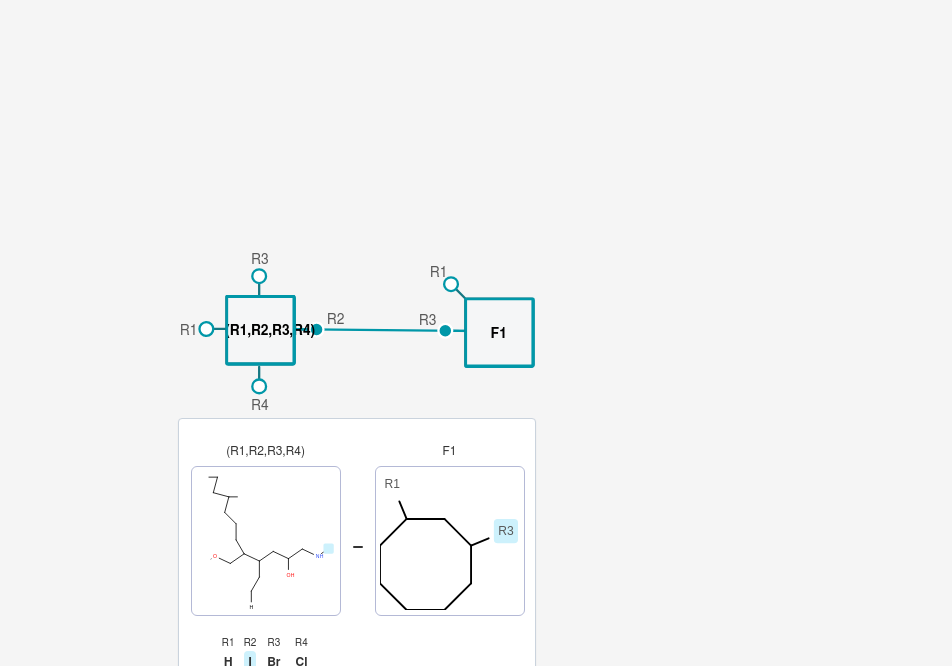 R3
R1
R1
(R1,R2,R3,R4)
R2
R3
F1
R4
(R1,R2,R3,R4)
F1
R1
R3
O
NH
OH
H
R1 R2 R3 R4
H I Br Cl